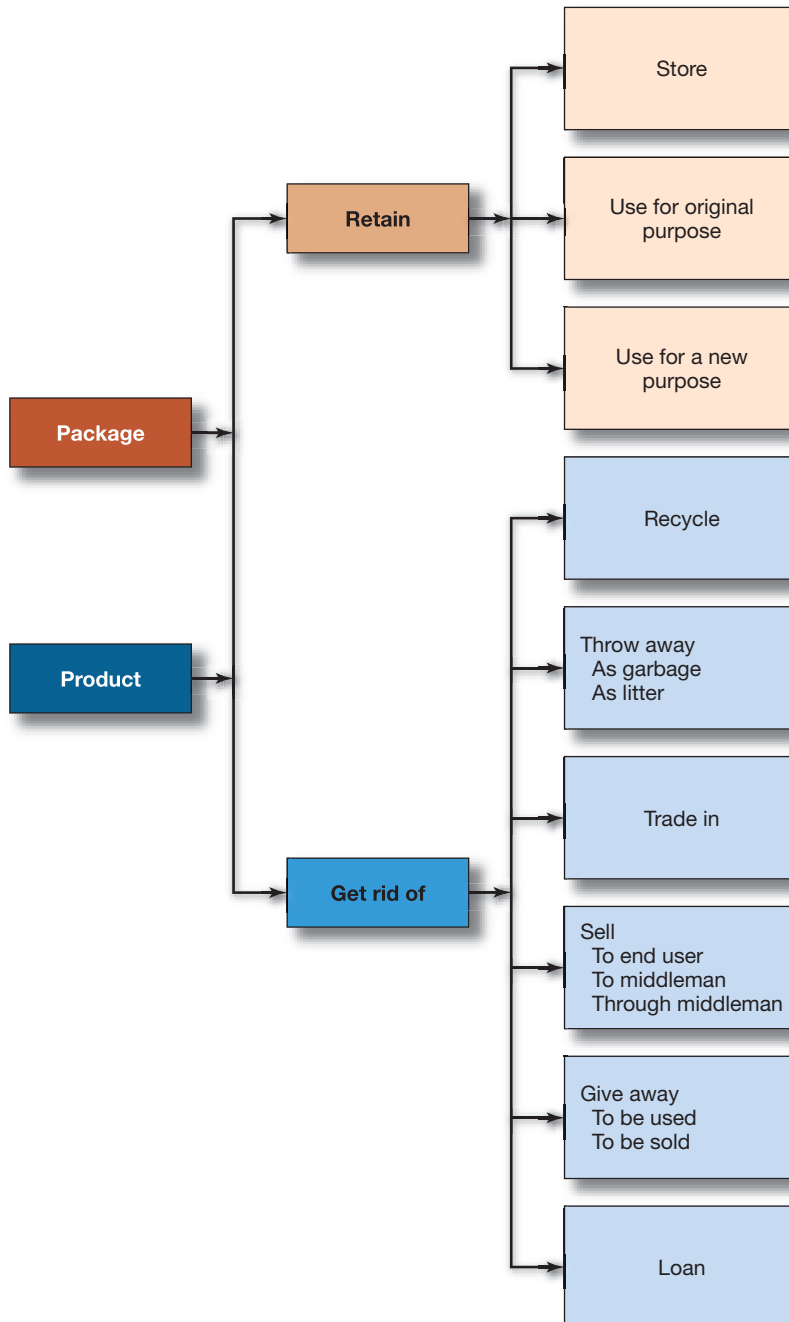 Store
Retain
Use for original
purpose
Use for a new
purpose
Package
Recycle
Product
Throw away
As garbage
As litter
Trade in
Get rid of
Sell
To end user
To middleman
Through middleman
Give away
To be used
To be sold
Loan